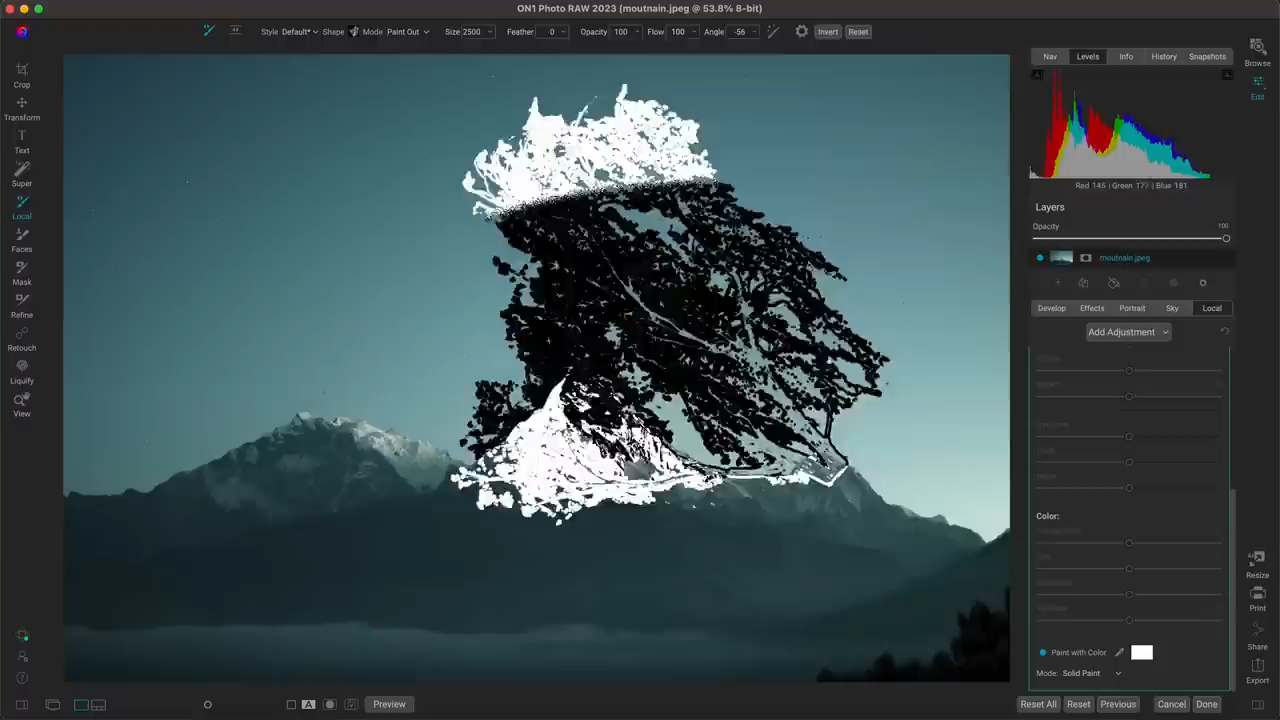 ON1 Photo RAW 2023 (moutnain.jpeg @ 53.8% 8-bit)
Style Default* Shape Mode Paint Out Size 2500 Feather 0 Opacity 100 Flow 100 Angle -56 Invert Reset
Crop
Transform
Text
Super
Local
Faces
Mask
Refine
Retouch
Liquify
View
Nav Levels Info History Snapshots
Red 145 | Green 177 | Blue 181
Layers
Opacity 100
moutnain.jpeg
Develop Effects Portrait Sky Local
Add Adjustment
Color:
Paint with Color
Mode: Solid Paint
Browse
Edit
Resize
Print
Share
Export
A Preview
Reset All Reset Previous Cancel Done